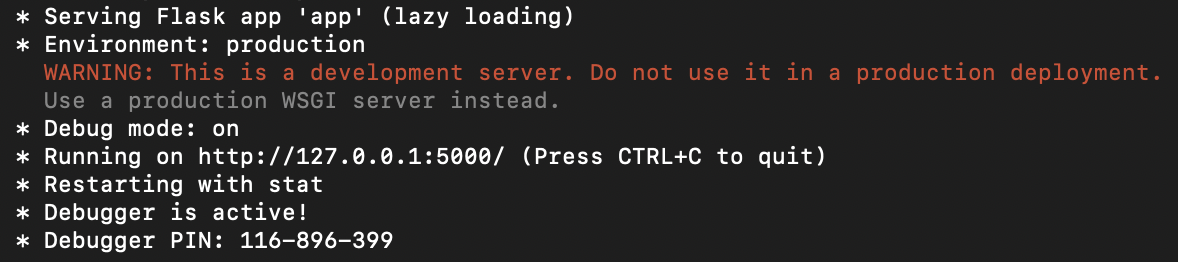 * Serving Flask app 'app' (lazy loading)
* Environment: production
WARNING: This is a development server. Do not use it in a production deployment.
Use a production WSGI server instead.
* Debug mode: on
* Running on http://127.0.0.1:5000/ (Press CTRL+C to quit)
* Restarting with stat
* Debugger is active!
* Debugger PIN: 116-896-399